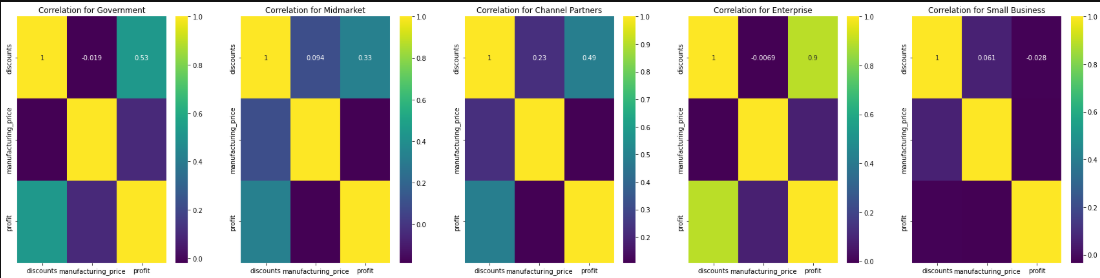 Correlation for Government
discounts
manufacturing_price
profit
1
-0.019
0.53
1.0
0.8
0.6
0.4
0.2
0.0
discounts manufacturing_price profit
Correlation for Midmarket
discounts
manufacturing_price
profit
1
0.094
0.33
1.0
0.8
0.6
0.4
0.2
0.0
discounts manufacturing_price profit
Correlation for Channel Partners
discounts
manufacturing_price
profit
1
0.23
0.49
1.0
0.9
0.8
0.7
0.6
0.5
0.4
0.3
0.2
discounts manufacturing_price profit
Correlation for Enterprise
discounts
manufacturing_price
profit
1
-0.0069
0.9
1.0
0.8
0.6
0.4
0.2
0.0
discounts manufacturing_price profit
Correlation for Small Business
discounts
manufacturing_price
profit
1
0.061
-0.028
1.0
0.8
0.6
0.4
0.2
0.0
discounts manufacturing_price profit